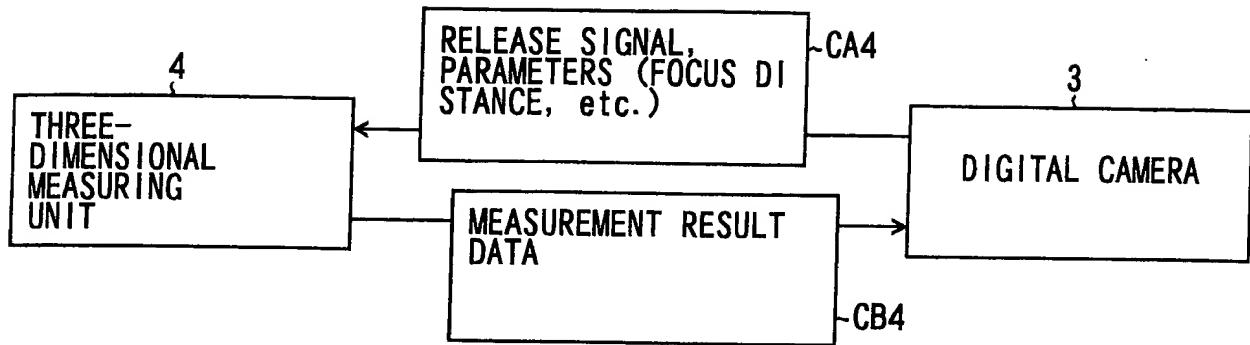 4
THREE-
DIMENSIONAL
MEASURING
UNIT
RELEASE SIGNAL,
PARAMETERS (FOCUS DI
STANCE, etc.)
CA4
3
DIGITAL CAMERA
MEASUREMENT RESULT
DATA
CB4